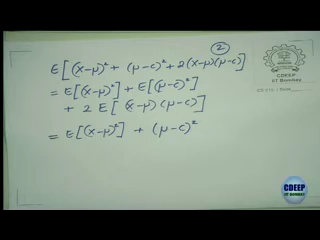 2
E[(x-μ)² + (μ-c)² + 2(x-μ)(μ-c)]
= E[(x-μ)²] + E[(μ-c)²]
+ 2 E[(x-μ)(μ-c)]
= E[(x-μ)²] + (μ-c)²
CDEEP
IIT Bombay
CDEEP
IIT BOMBAY